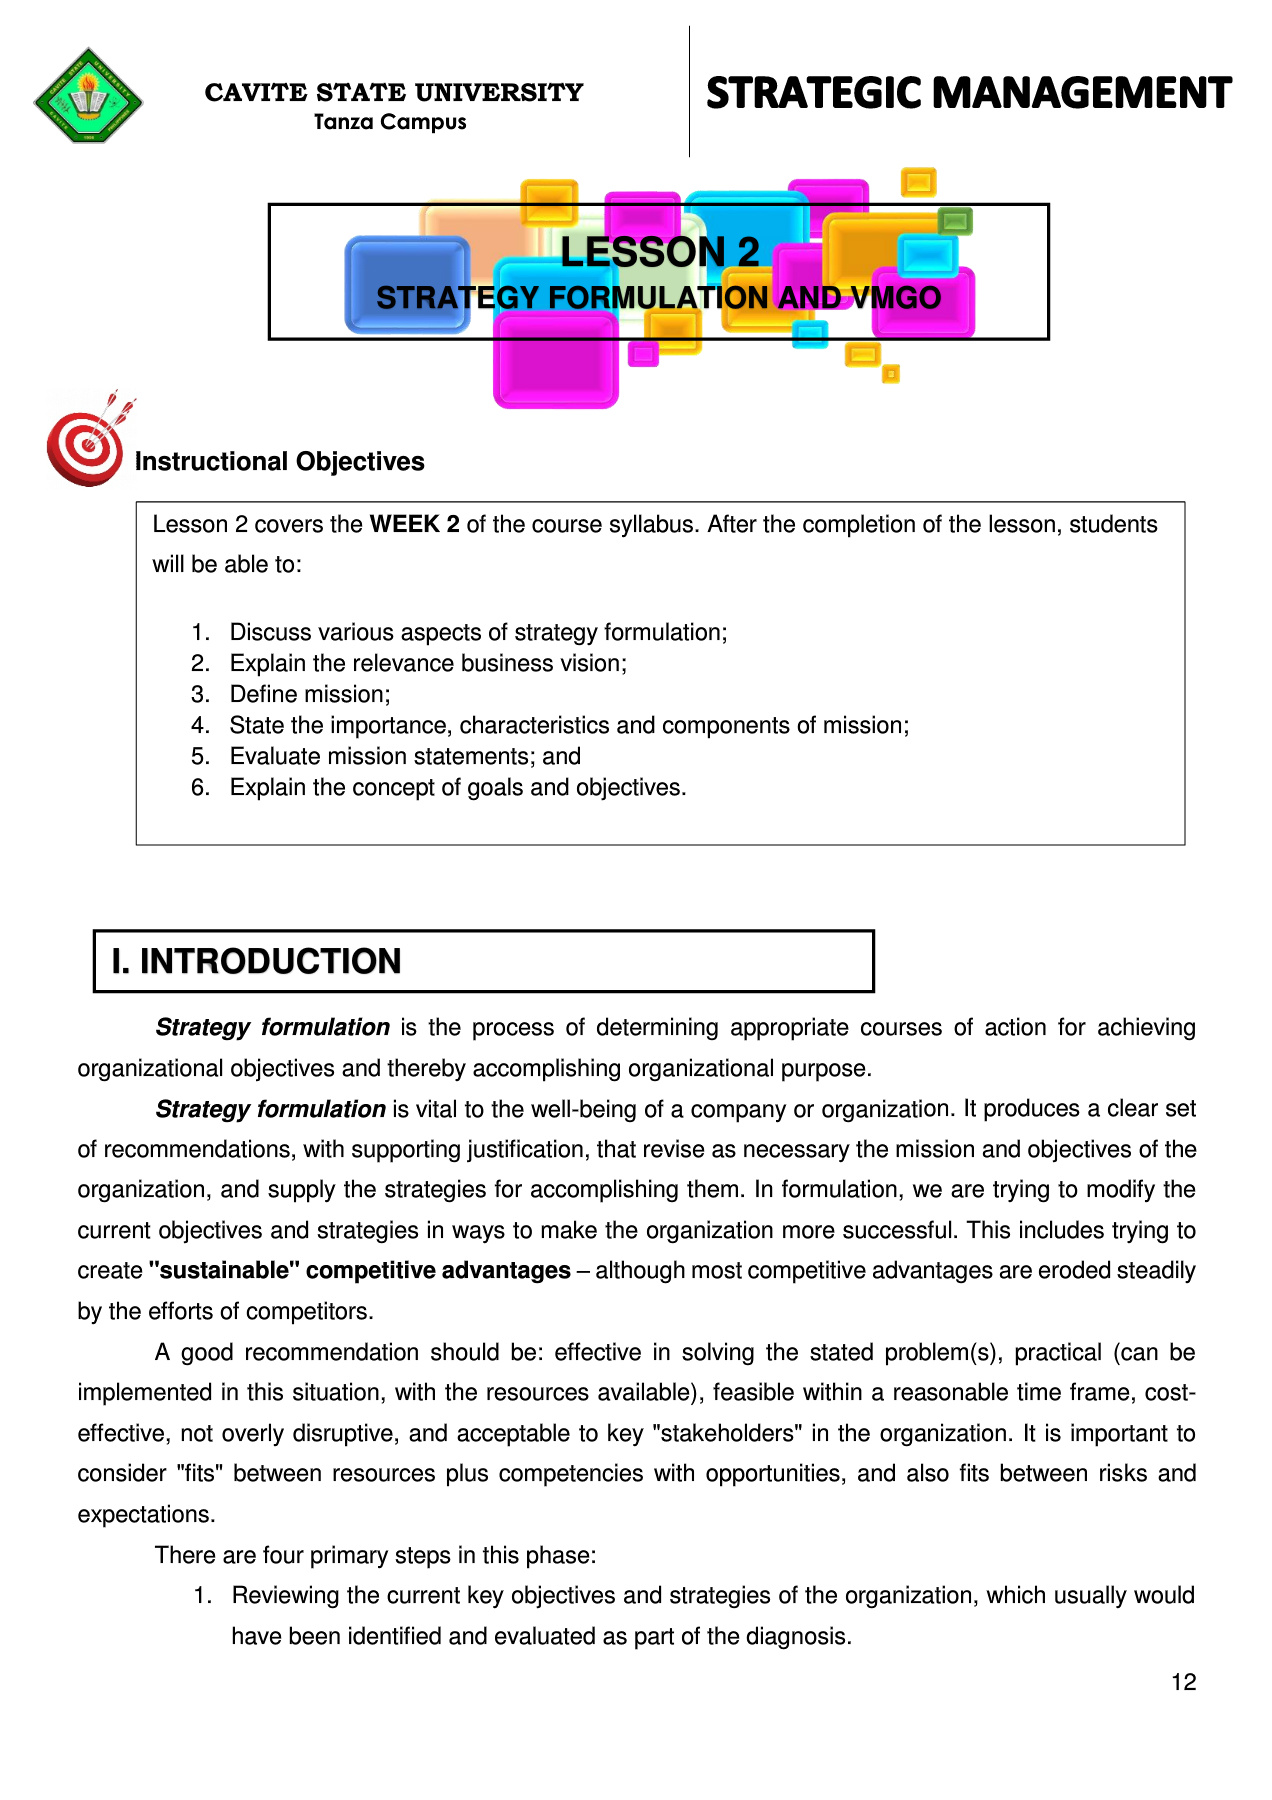 CAVITE STATE UNIVERSITY
Tanza Campus
STRATEGIC MANAGEMENT
LESSON 2
STRATEGY FORMULATION AND VMGO
Instructional Objectives
Lesson 2 covers the WEEK 2 of the course syllabus. After the completion of the lesson, students
will be able to:
1. Discuss various aspects of strategy formulation;
2. Explain the relevance business vision;
3. Define mission;
4. State the importance, characteristics and components of mission;
5. Evaluate mission statements; and
6. Explain the concept of goals and objectives.
I. INTRODUCTION
Strategy formulation is the process of determining appropriate courses of action for achieving
organizational objectives and thereby accomplishing organizational purpose.
Strategy formulation is vital to the well-being of a company or organization. It produces a clear set
of recommendations, with supporting justification, that revise as necessary the mission and objectives of the
organization, and supply the strategies for accomplishing them. In formulation, we are trying to modify the
current objectives and strategies in ways to make the organization more successful. This includes trying to
create "sustainable" competitive advantages – although most competitive advantages are eroded steadily
by the efforts of competitors.
A good recommendation should be: effective in solving the stated problem(s), practical (can be
implemented in this situation, with the resources available), feasible within a reasonable time frame, cost-
effective, not overly disruptive, and acceptable to key "stakeholders" in the organization. It is important to
consider "fits" between resources plus competencies with opportunities, and also fits between risks and
expectations.
There are four primary steps in this phase:
1. Reviewing the current key objectives and strategies of the organization, which usually would
have been identified and evaluated as part of the diagnosis.
12